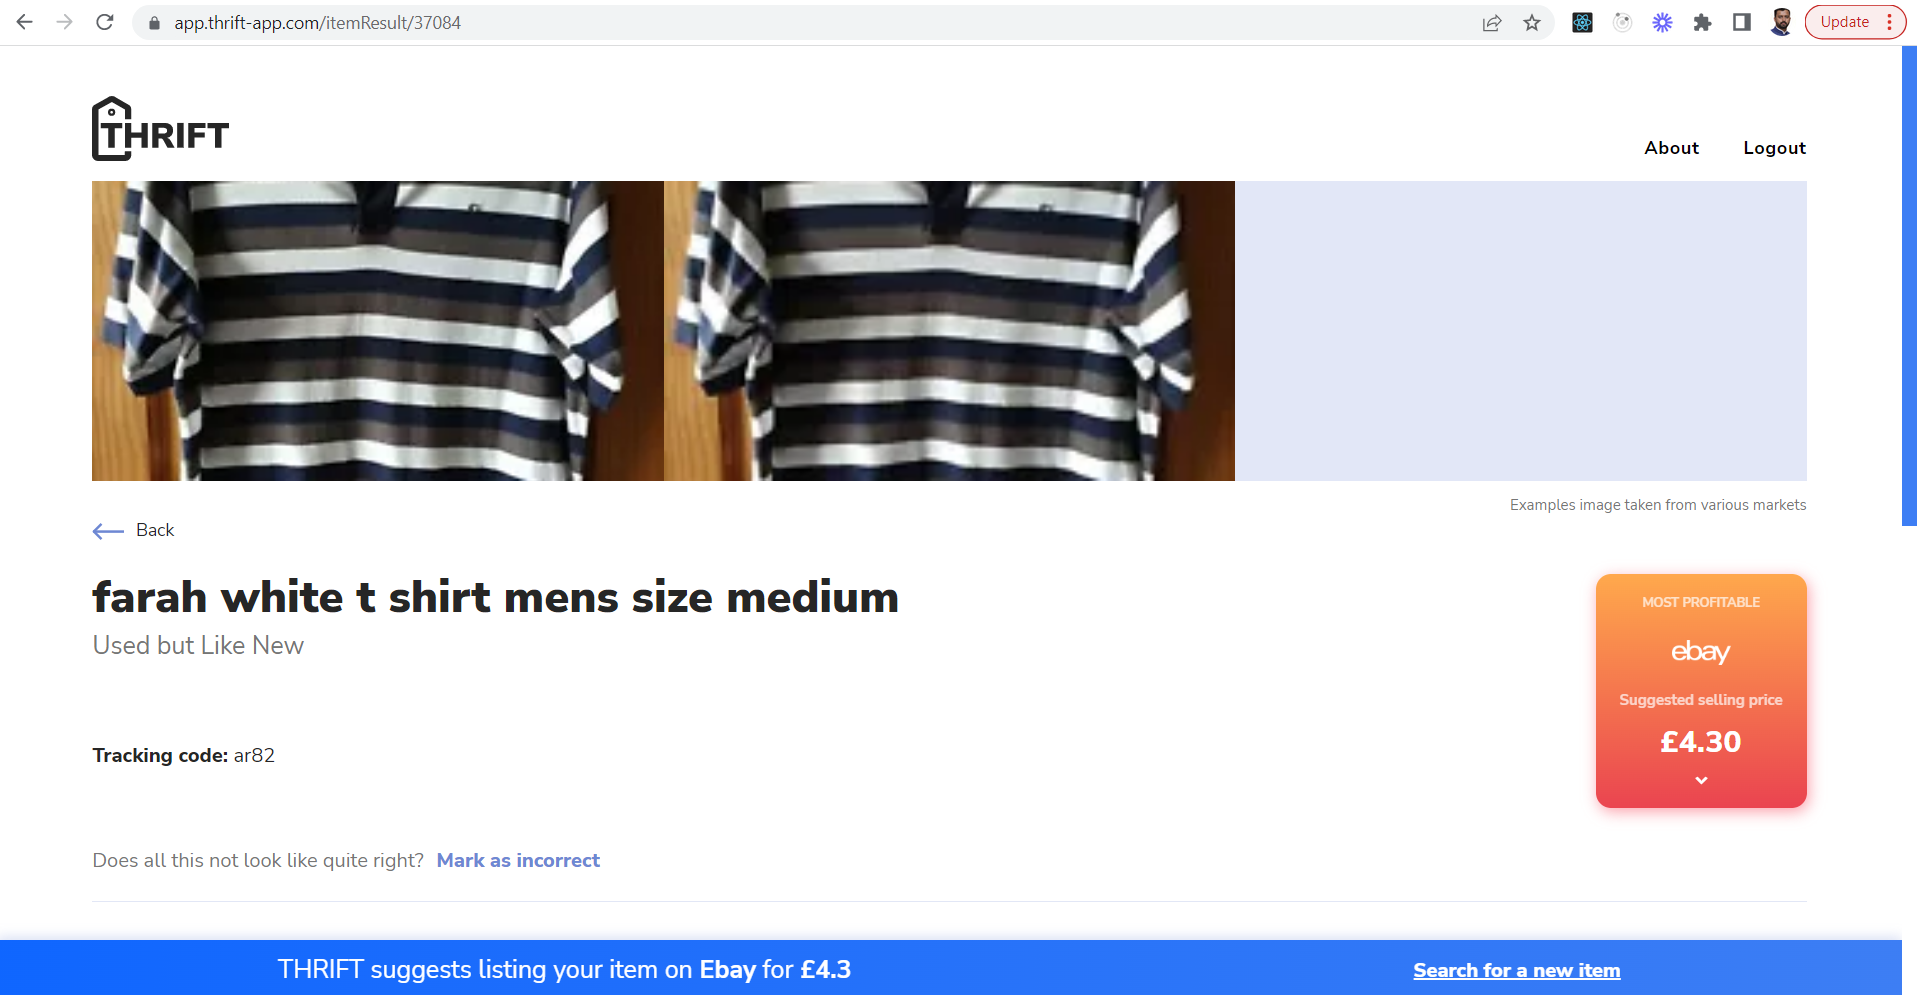 app.thrift-app.com/itemResult/37084
Update
THRIFT
About
Logout
Examples image taken from various markets
Back
farah white t shirt mens size medium
Used but Like New
MOST PROFITABLE
ebay
Suggested selling price
£4.30
Tracking code: ar82
Does all this not look like quite right? Mark as incorrect
THRIFT suggests listing your item on Ebay for £4.3
Search for a new item